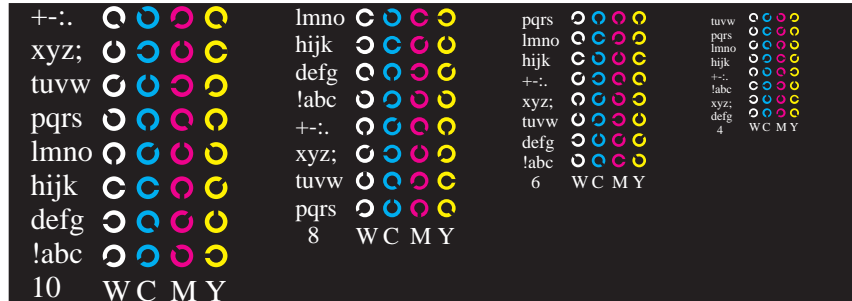 +-:.
xyz;
tuvw
pqrs
lmno
hijk
defg
!abc
10 W C M Y
lmno
hijk
defg
!abc
+-:.
xyz;
tuvw
pqrs
8 W C M Y
pqrs
lmno
hijk
+-:.
xyz;
tuvw
defg
!abc
6 W C M Y
tuvw
pqrs
lmno
hijk
+-:.
!abc
xyz;
defg
4 W C M Y